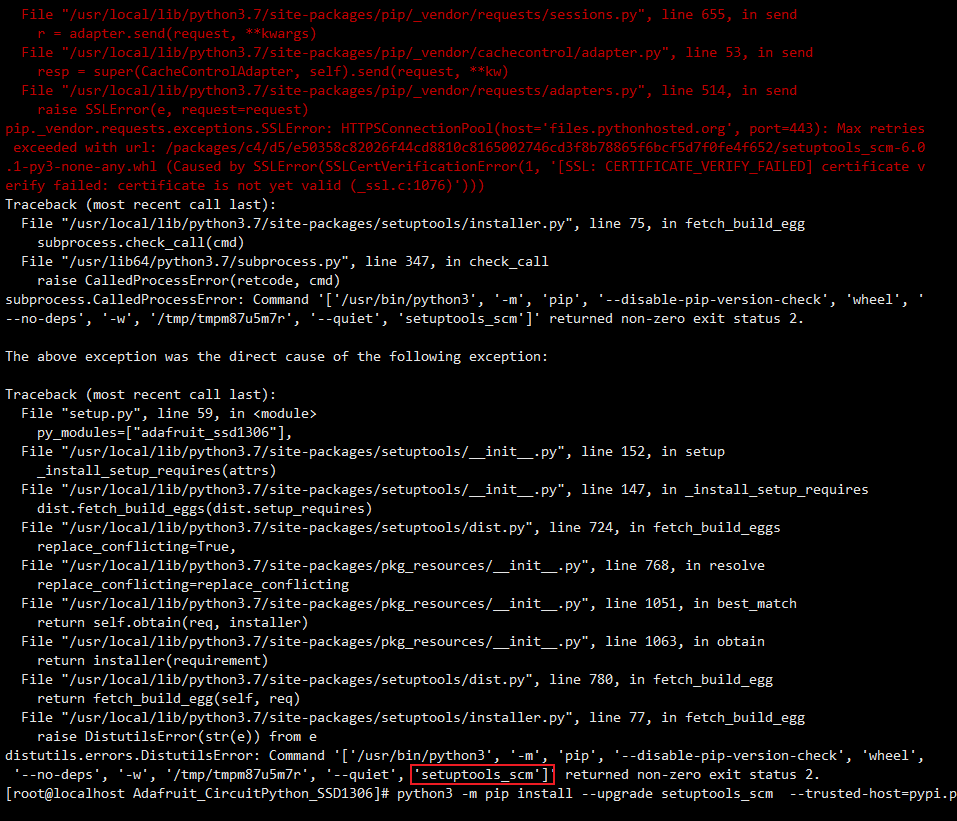 File "/usr/local/lib/python3.7/site-packages/pip/_vendor/requests/sessions.py", line 655, in send
r = adapter.send(request, **kwargs)
File "/usr/local/lib/python3.7/site-packages/pip/_vendor/cachecontrol/adapter.py", line 53, in send
resp = super(CacheControlAdapter, self).send(request, **kw)
File "/usr/local/lib/python3.7/site-packages/pip/_vendor/requests/adapters.py", line 514, in send
raise SSLError(e, request=request)
pip._vendor.requests.exceptions.SSLError: HTTPSConnectionPool(host='files.pythonhosted.org', port=443): Max retries
exceeded with url: /packages/c4/d5/e50358c82026f44cd8810c8165002746cd3f8b78865f6bcf5d7f0fe4f652/setuptools_scm-6.0
.1-py3-none-any.whl (Caused by SSLError(SSLCertVerificationError(1, '[SSL: CERTIFICATE_VERIFY_FAILED] certificate v
erify failed: certificate is not yet valid (_ssl.c:1076)')))
Traceback (most recent call last):
File "/usr/local/lib/python3.7/site-packages/setuptools/installer.py", line 75, in fetch_build_egg
subprocess.check_call(cmd)
File "/usr/lib64/python3.7/subprocess.py", line 347, in check_call
raise CalledProcessError(retcode, cmd)
subprocess.CalledProcessError: Command '['/usr/bin/python3', '-m', 'pip', '--disable-pip-version-check', 'wheel', '
--no-deps', '-w', '/tmp/tmpm87u5m7r', '--quiet', 'setuptools_scm']' returned non-zero exit status 2.
The above exception was the direct cause of the following exception:
Traceback (most recent call last):
File "setup.py", line 59, in <module>
py_modules=["adafruit_ssd1306"],
File "/usr/local/lib/python3.7/site-packages/setuptools/__init__.py", line 152, in setup
_install_setup_requires(attrs)
File "/usr/local/lib/python3.7/site-packages/setuptools/__init__.py", line 147, in _install_setup_requires
dist.fetch_build_eggs(dist.setup_requires)
File "/usr/local/lib/python3.7/site-packages/setuptools/dist.py", line 724, in fetch_build_eggs
replace_conflicting=True,
File "/usr/local/lib/python3.7/site-packages/pkg_resources/__init__.py", line 768, in resolve
replace_conflicting=replace_conflicting
File "/usr/local/lib/python3.7/site-packages/pkg_resources/__init__.py", line 1051, in best_match
return self.obtain(req, installer)
File "/usr/local/lib/python3.7/site-packages/pkg_resources/__init__.py", line 1063, in obtain
return installer(requirement)
File "/usr/local/lib/python3.7/site-packages/setuptools/dist.py", line 780, in fetch_build_egg
return fetch_build_egg(self, req)
File "/usr/local/lib/python3.7/site-packages/setuptools/installer.py", line 77, in fetch_build_egg
raise DistutilsError(str(e)) from e
distutils.errors.DistutilsError: Command '['/usr/bin/python3', '-m', 'pip', '--disable-pip-version-check', 'wheel',
'--no-deps', '-w', '/tmp/tmpm87u5m7r', '--quiet', 'setuptools_scm']' returned non-zero exit status 2.
[root@localhost Adafruit_CircuitPython_SSD1306]# python3 -m pip install --upgrade setuptools_scm  --trusted-host=pypi.p